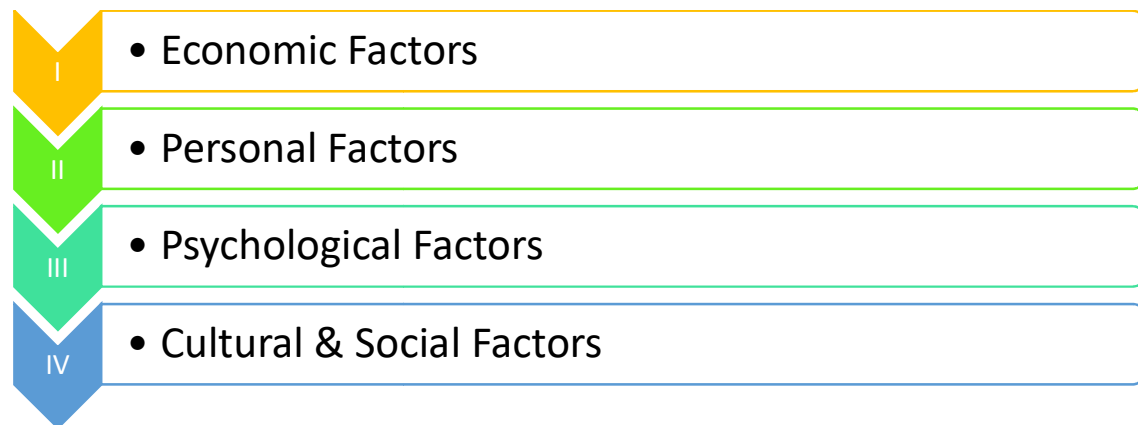 I
• Economic Factors
II
• Personal Factors
III
• Psychological Factors
IV
• Cultural & Social Factors